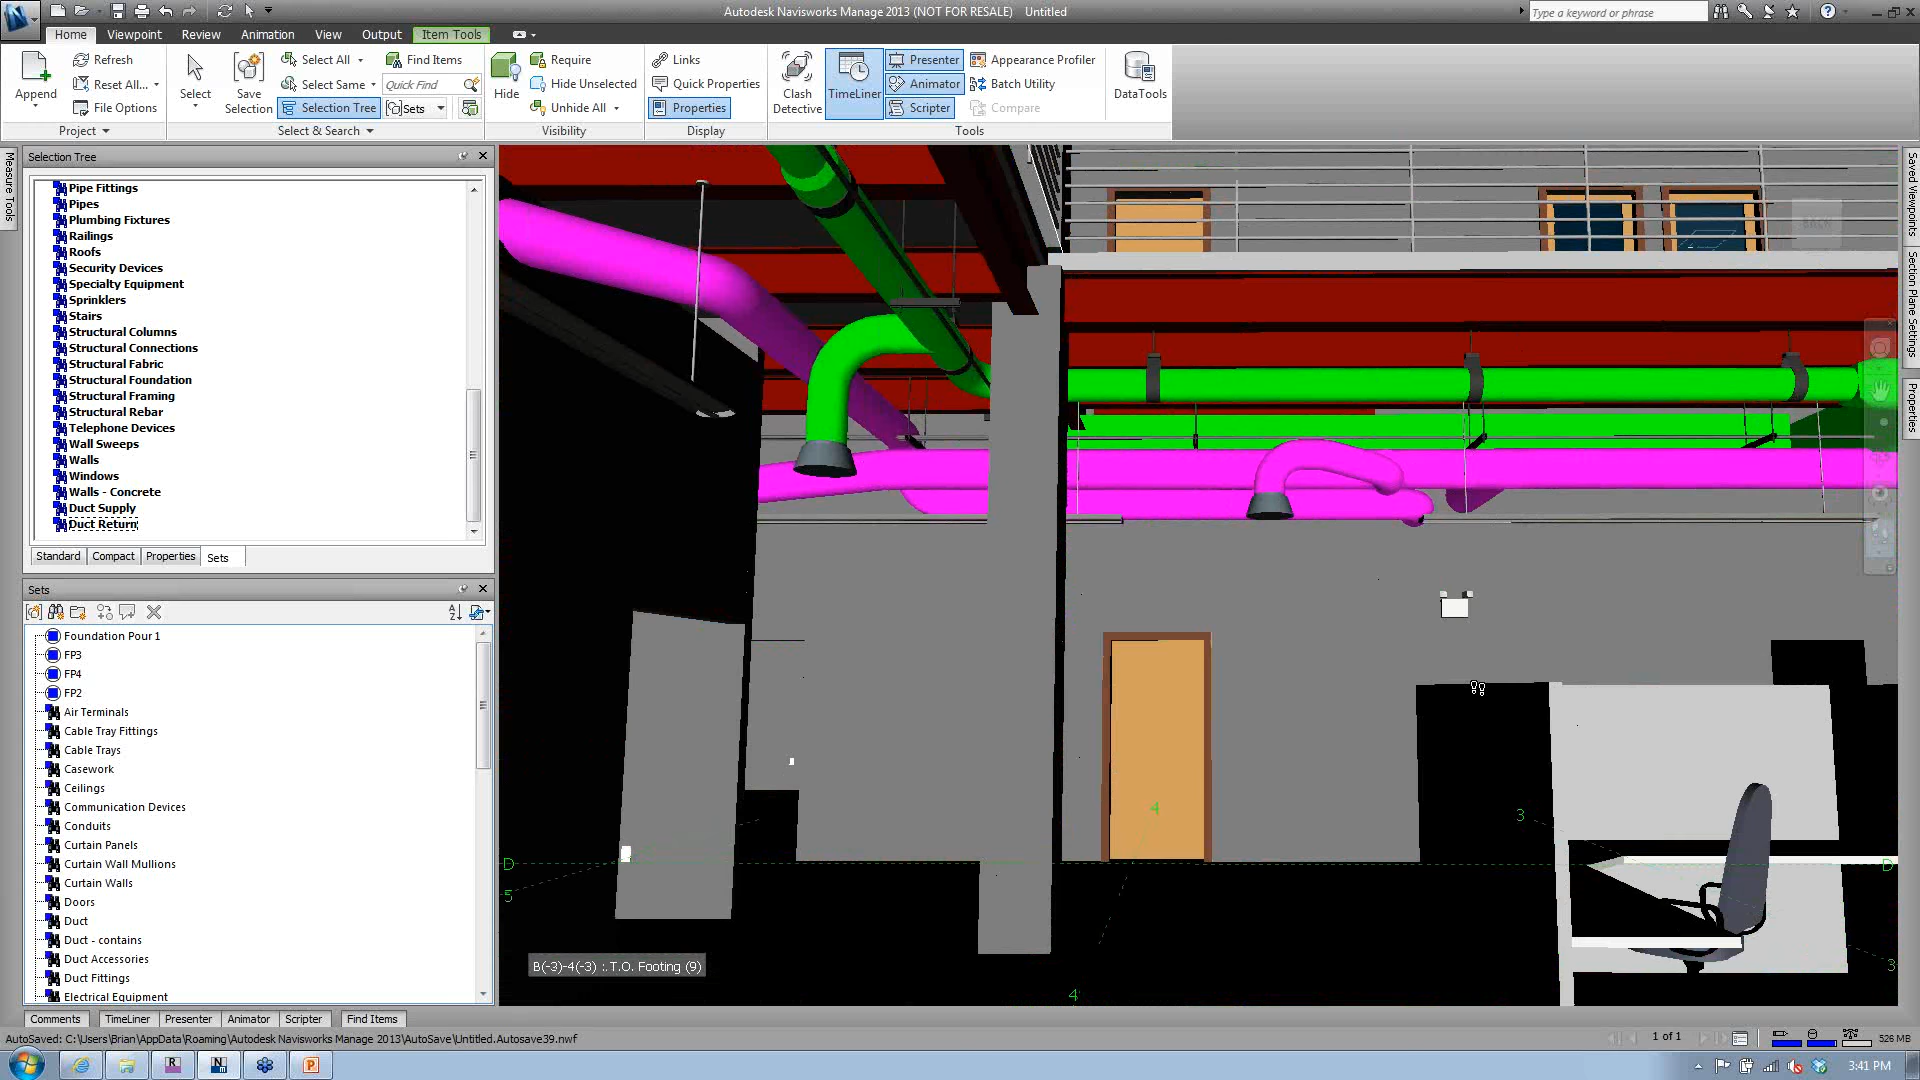 Autodesk Navisworks Manage 2013 (NOT FOR RESALE) Untitled
Type a keyword or phrase
Home Viewpoint Review Animation View Output Item Tools
Append
Refresh
Reset All...
File Options
Project
Select
Save Selection
Select All
Select Same
Selection Tree
Find Items
Quick Find
Sets
Select & Search
Hide
Require
Hide Unselected
Unhide All
Visibility
Links
Quick Properties
Properties
Display
Clash Detective
TimeLiner
Presenter
Animator
Scripter
Appearance Profiler
Batch Utility
Compare
Tools
DataTools
Measure Tools
Selection Tree
Pipe Fittings
Pipes
Plumbing Fixtures
Railings
Roofs
Security Devices
Specialty Equipment
Sprinklers
Stairs
Structural Columns
Structural Connections
Structural Fabric
Structural Foundation
Structural Framing
Structural Rebar
Telephone Devices
Wall Sweeps
Walls
Windows
Walls - Concrete
Duct Supply
Duct Return
Standard Compact Properties Sets
Sets
Foundation Pour 1
FP3
FP4
FP2
Air Terminals
Cable Tray Fittings
Cable Trays
Casework
Ceilings
Communication Devices
Conduits
Curtain Panels
Curtain Wall Mullions
Curtain Walls
Doors
Duct
Duct - contains
Duct Accessories
Duct Fittings
Electrical Equipment
Saved Viewpoints
Section Plane Settings
Properties
BACK
4
3
D
D
5
3
4
B(-3)-4(-3) : T.O. Footing (9)
Comments TimeLiner Presenter Animator Scripter Find Items
AutoSaved: C:\Users\Brian\AppData\Roaming\Autodesk Navisworks Manage 2013\AutoSave\Untitled.Autosave39.nwf
1 of 1
526 MB
3:41 PM